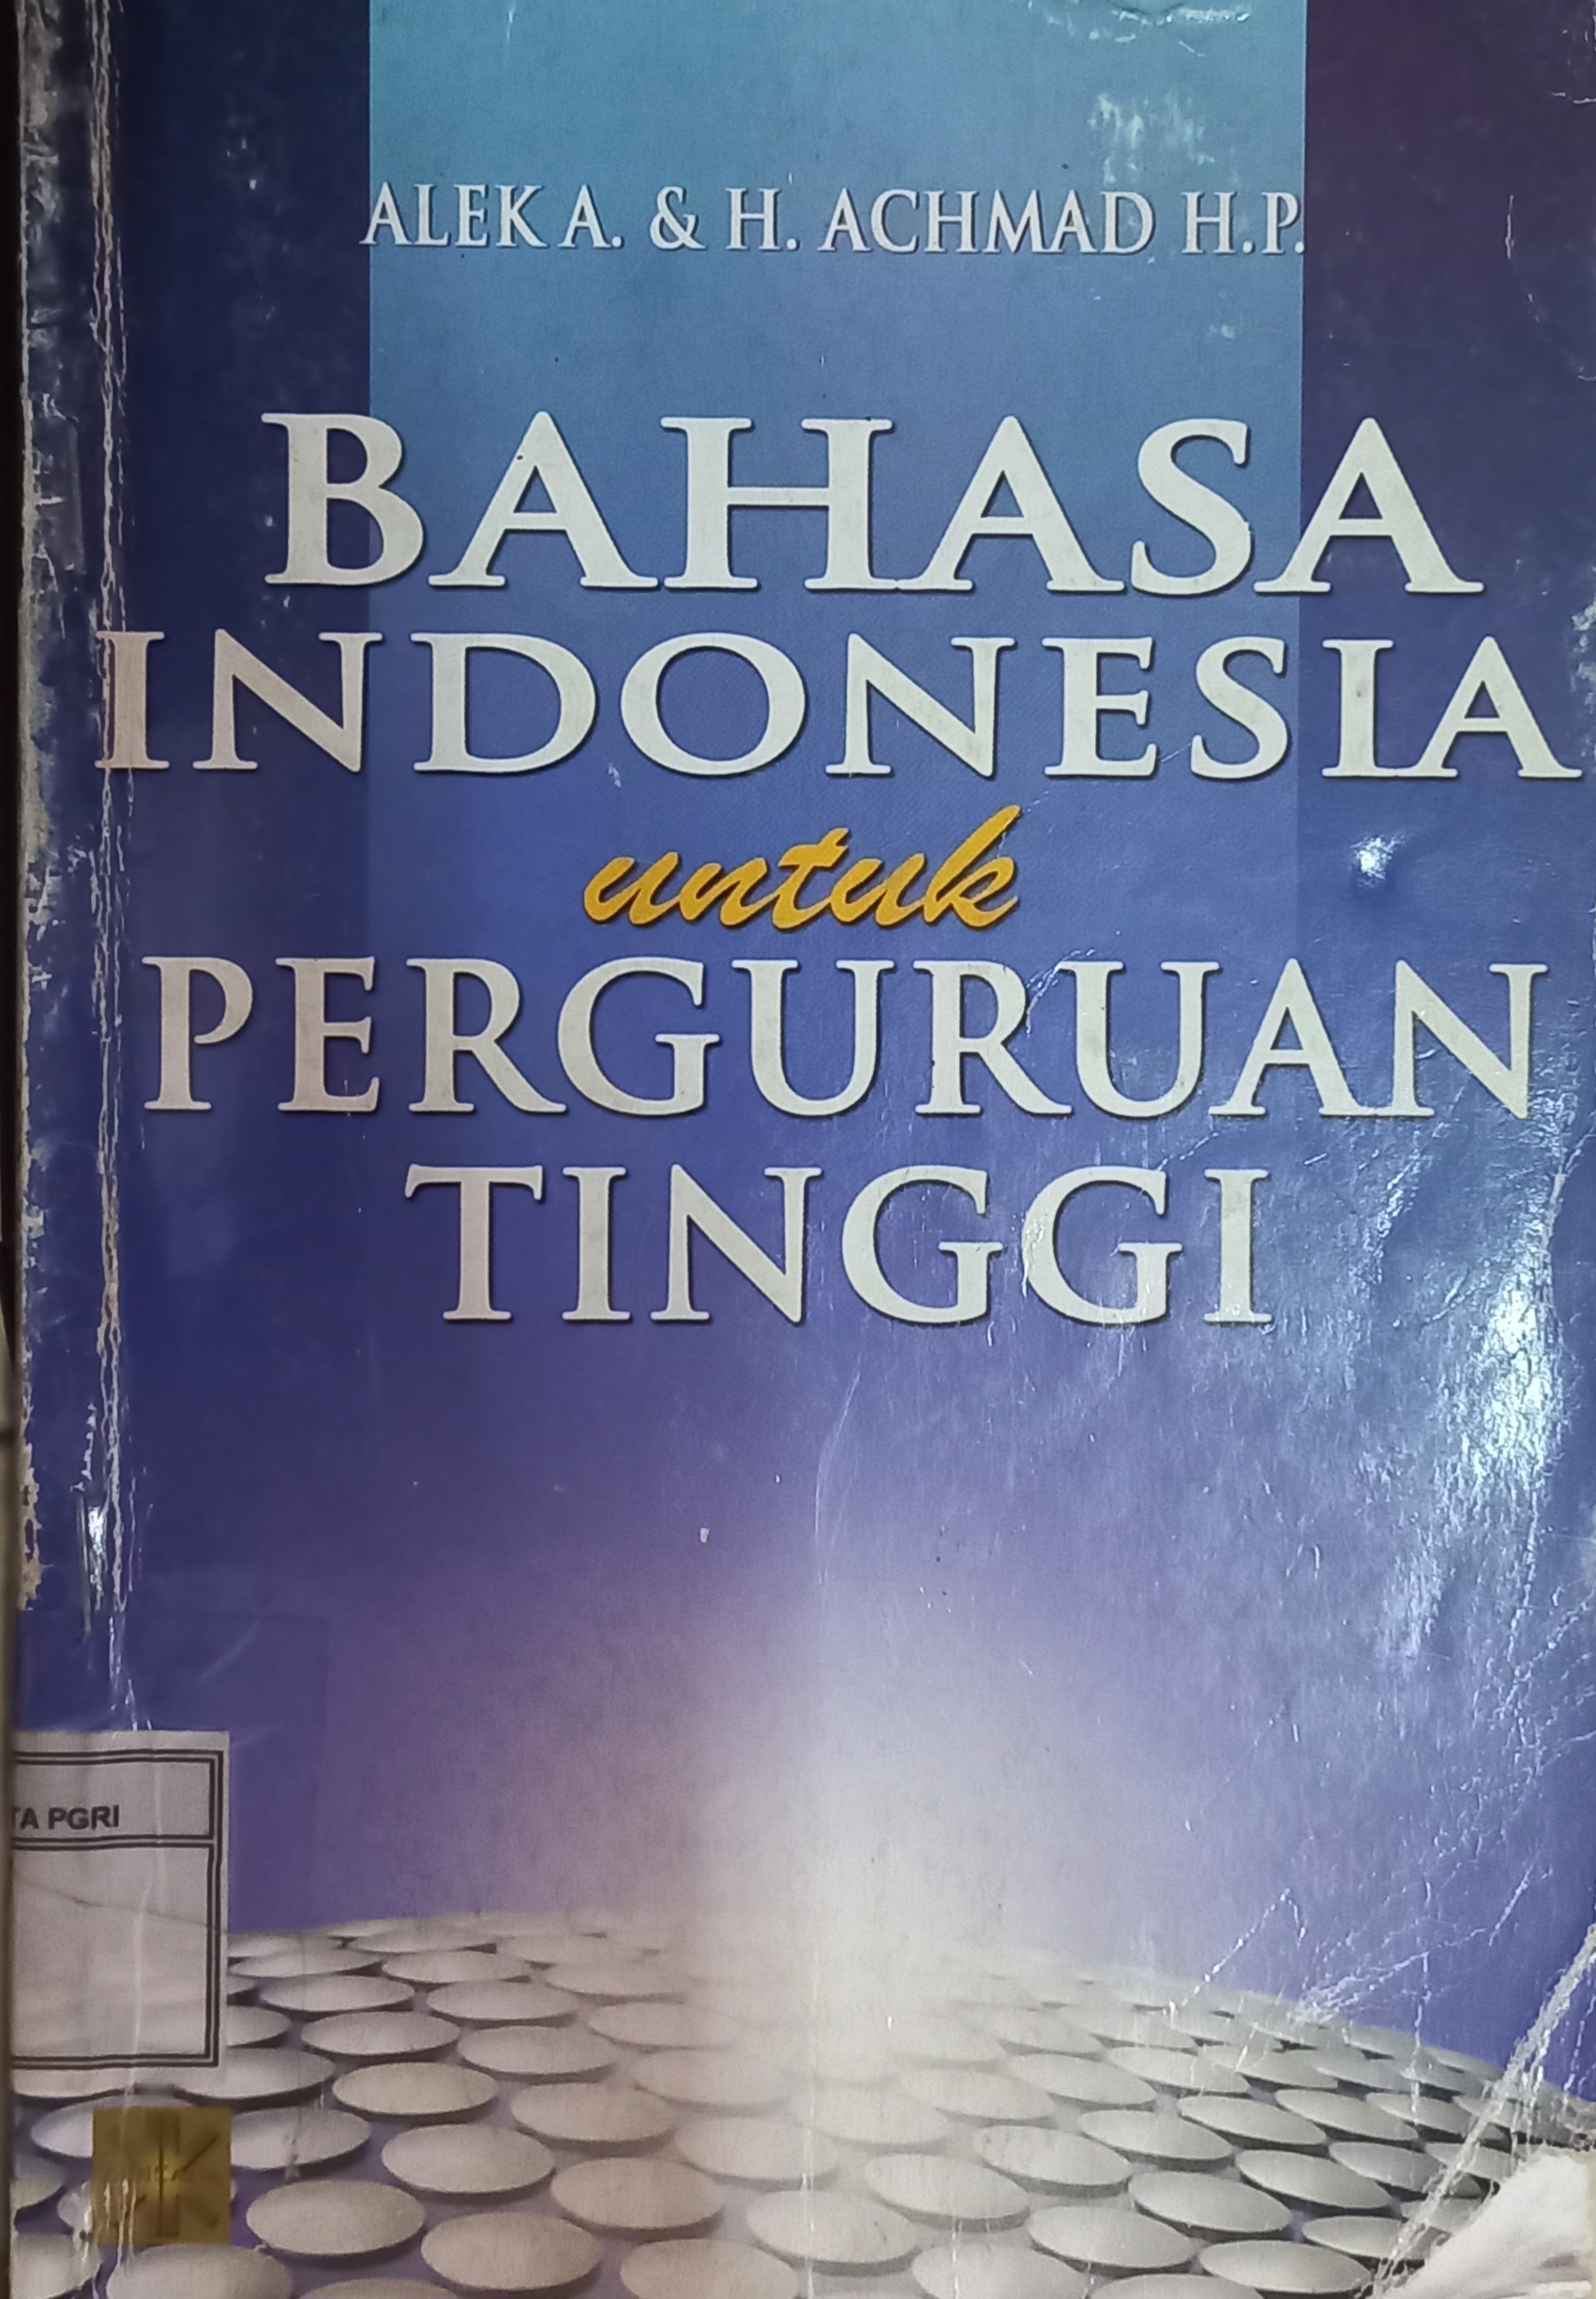 ALEK A. & H. ACHMAD H.P.
BAHASA
INDONESIA
untuk
PERGURUAN
TINGGI
TA PGRI